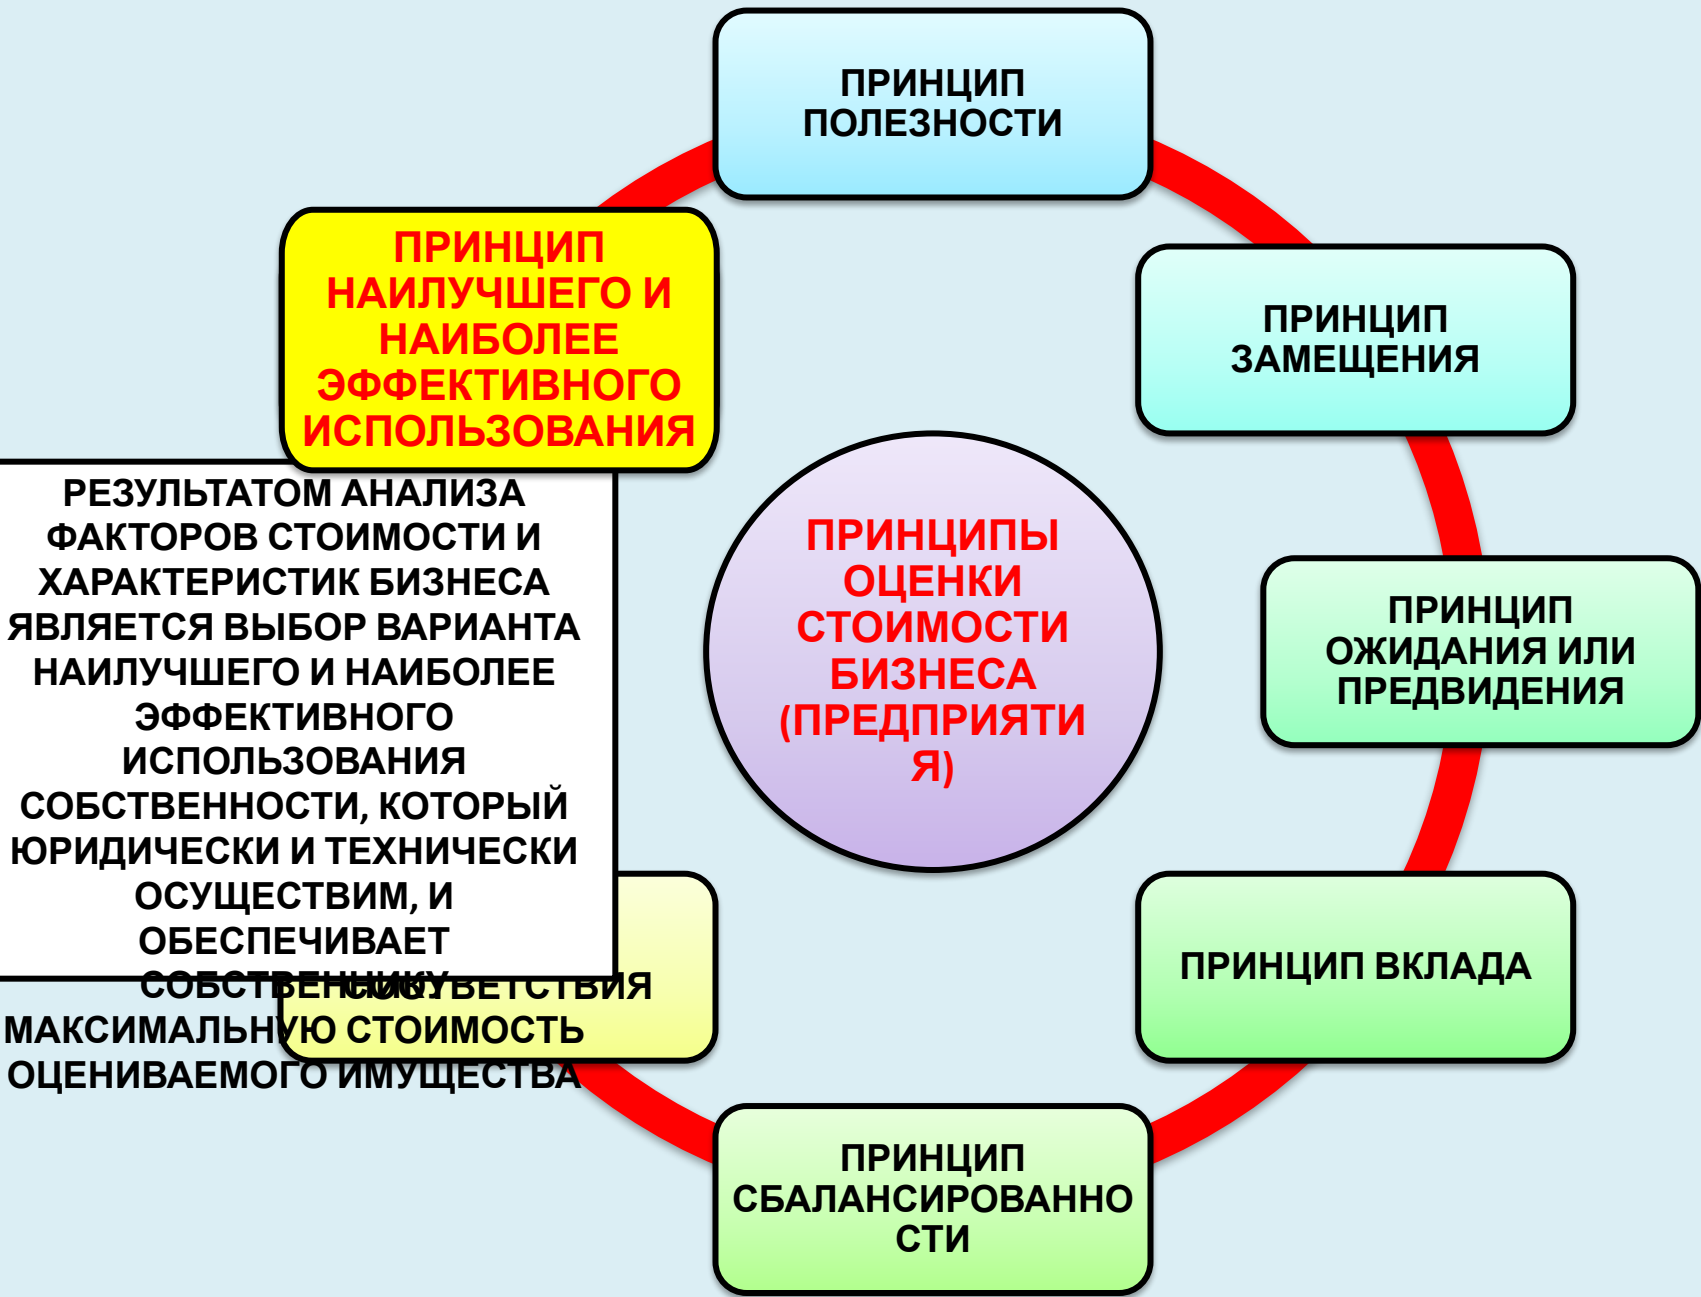 ПРИНЦИП
ПОЛЕЗНОСТИ
ПРИНЦИП
НАИЛУЧШЕГО И
НАИБОЛЕЕ
ЭФФЕКТИВНОГО
ИСПОЛЬЗОВАНИЯ
ПРИНЦИП
ЗАМЕЩЕНИЯ
РЕЗУЛЬТАТОМ АНАЛИЗА
ФАКТОРОВ СТОИМОСТИ И
ХАРАКТЕРИСТИК БИЗНЕСА
ЯВЛЯЕТСЯ ВЫБОР ВАРИАНТА
НАИЛУЧШЕГО И НАИБОЛЕЕ
ЭФФЕКТИВНОГО
ИСПОЛЬЗОВАНИЯ
СОБСТВЕННОСТИ, КОТОРЫЙ
ЮРИДИЧЕСКИ И ТЕХНИЧЕСКИ
ОСУЩЕСТВИМ, И
ОБЕСПЕЧИВАЕТ
СОБСТВЕННИКУ
МАКСИМАЛЬНУЮ СТОИМОСТЬ
ОЦЕНИВАЕМОГО ИМУЩЕСТВА
ПРИНЦИПЫ
ОЦЕНКИ
СТОИМОСТИ
БИЗНЕСА
(ПРЕДПРИЯТИ
Я)
ПРИНЦИП
ОЖИДАНИЯ ИЛИ
ПРЕДВИДЕНИЯ
СООТВЕТСТВИЯ
ПРИНЦИП ВКЛАДА
ПРИНЦИП
СБАЛАНСИРОВАННО
СТИ